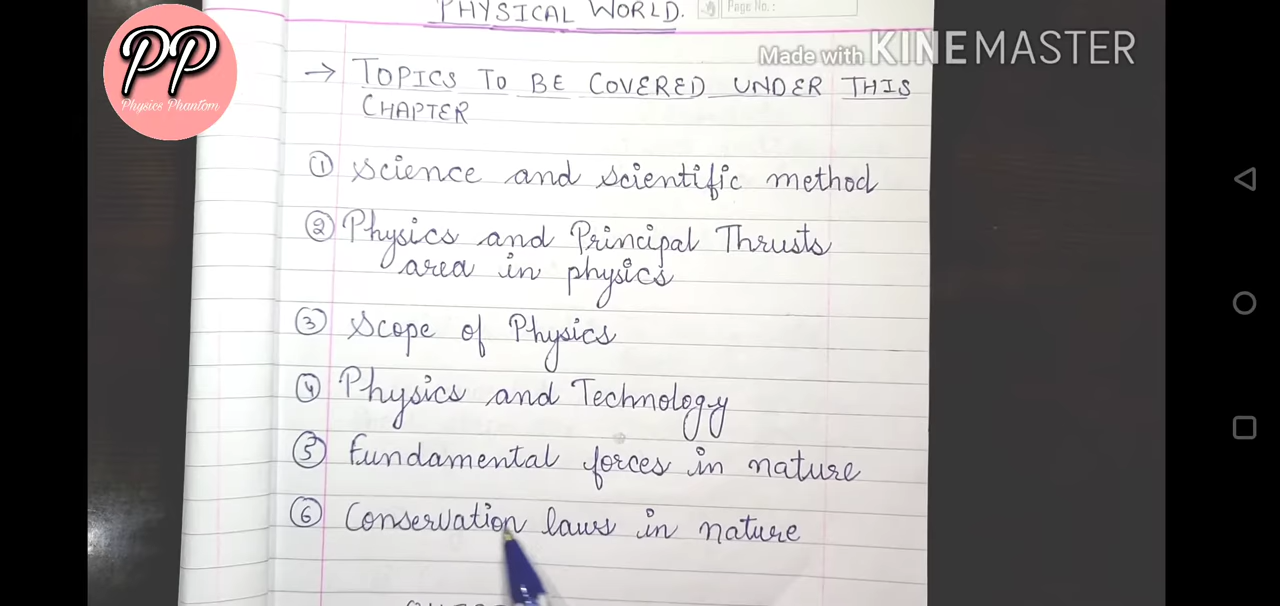 PHYSICAL WORLD.
Page No.:
Made with KINEMASTER
PP
Physics Phantom
→ TOPICS TO BE COVERED UNDER THIS
CHAPTER
① Science and scientific method
② Physics and Principal Thrusts
area in physics
③ Scope of Physics
④ Physics and Technology
⑤ Fundamental forces in nature
⑥ Conservation laws in nature